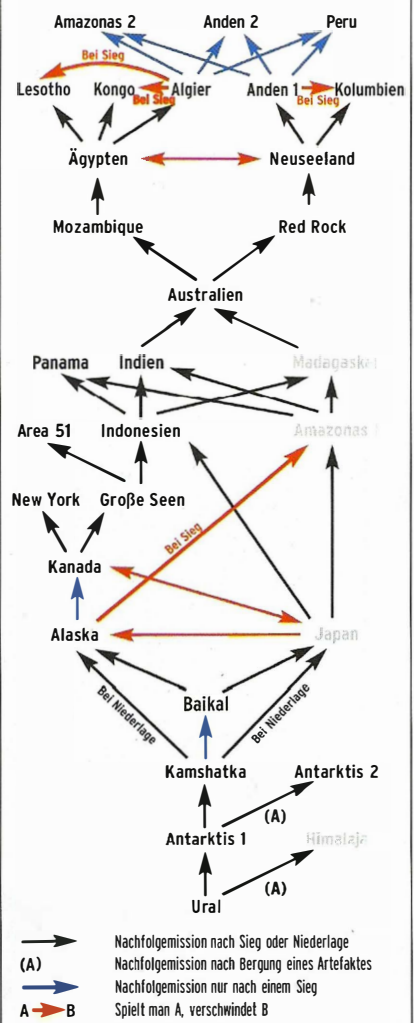 Amazonas 2 Anden 2 Peru
Bei Sieg
Lesotho Kongo Algier Anden 1 Kolumbien
Bei Sieg Bei Sieg
Ägypten Neuseeland
Mozambique Red Rock
Australien
Panama Indien Madagaskar
Area 51 Indonesien Amazonas
New York Große Seen
Bei Sieg
Kanada
Alaska Japan
Bei Niederlage Baikal Bei Niederlage
Kamshatka Antarktis 2
(A)
Antarktis 1 Himalaja
(A)
Ural
Nachfolgemission nach Sieg oder Niederlage
(A) Nachfolgemission nach Bergung eines Artefaktes
Nachfolgemission nur nach einem Sieg
A B Spielt man A, verschwindet B